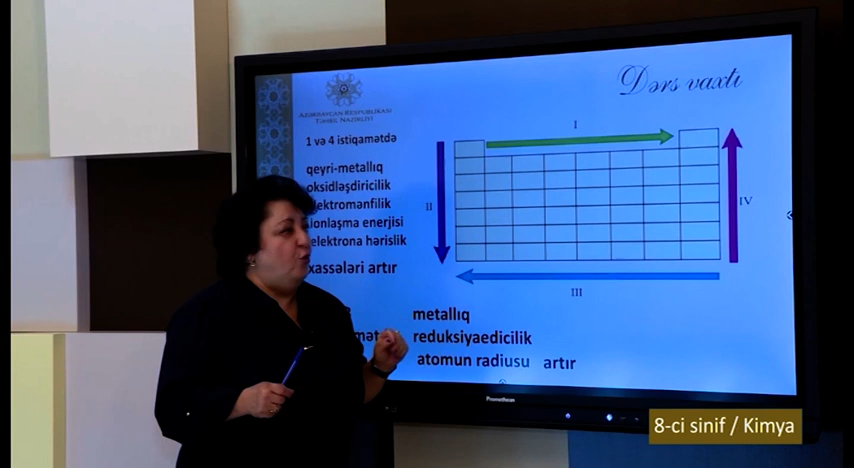 Dərs vaxtı
AZƏRBAYCAN RESPUBLİKASI
TƏHSİL NAZİRLİYİ
1 və 4 istiqamətdə
qeyri-metallıq
oksidləşdiricilik
elektromənfilik
ionlaşma enerjisi
elektrona hərislik
xassələri artır
I
II
IV
III
metallıq
reduksiyaedicilik
atomun radiusu artır
Promethean
8-ci sinif / Kimya